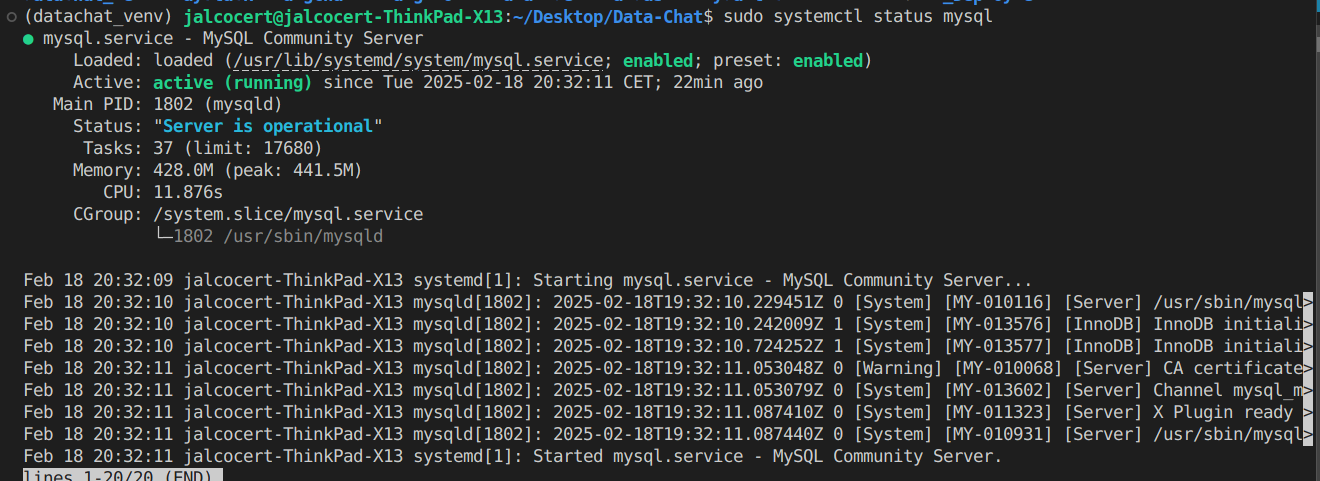 (datachat_venv) jalcocert@jalcocert-ThinkPad-X13:~/Desktop/Data-Chat$ sudo systemctl status mysql
● mysql.service - MySQL Community Server
Loaded: loaded (/usr/lib/systemd/system/mysql.service; enabled; preset: enabled)
Active: active (running) since Tue 2025-02-18 20:32:11 CET; 22min ago
Main PID: 1802 (mysqld)
Status: "Server is operational"
Tasks: 37 (limit: 17680)
Memory: 428.0M (peak: 441.5M)
CPU: 11.876s
CGroup: /system.slice/mysql.service
└─1802 /usr/sbin/mysqld
Feb 18 20:32:09 jalcocert-ThinkPad-X13 systemd[1]: Starting mysql.service - MySQL Community Server...
Feb 18 20:32:10 jalcocert-ThinkPad-X13 mysqld[1802]: 2025-02-18T19:32:10.229451Z 0 [System] [MY-010116] [Server] /usr/sbin/mysql>
Feb 18 20:32:10 jalcocert-ThinkPad-X13 mysqld[1802]: 2025-02-18T19:32:10.242009Z 1 [System] [MY-013576] [InnoDB] InnoDB initiali>
Feb 18 20:32:10 jalcocert-ThinkPad-X13 mysqld[1802]: 2025-02-18T19:32:10.724252Z 1 [System] [MY-013577] [InnoDB] InnoDB initiali>
Feb 18 20:32:11 jalcocert-ThinkPad-X13 mysqld[1802]: 2025-02-18T19:32:11.053048Z 0 [Warning] [MY-010068] [Server] CA certificate>
Feb 18 20:32:11 jalcocert-ThinkPad-X13 mysqld[1802]: 2025-02-18T19:32:11.053079Z 0 [System] [MY-013602] [Server] Channel mysql_m>
Feb 18 20:32:11 jalcocert-ThinkPad-X13 mysqld[1802]: 2025-02-18T19:32:11.087410Z 0 [System] [MY-011323] [Server] X Plugin ready >
Feb 18 20:32:11 jalcocert-ThinkPad-X13 mysqld[1802]: 2025-02-18T19:32:11.087440Z 0 [System] [MY-010931] [Server] /usr/sbin/mysql>
Feb 18 20:32:11 jalcocert-ThinkPad-X13 systemd[1]: Started mysql.service - MySQL Community Server.
lines 1-20/20 (END)